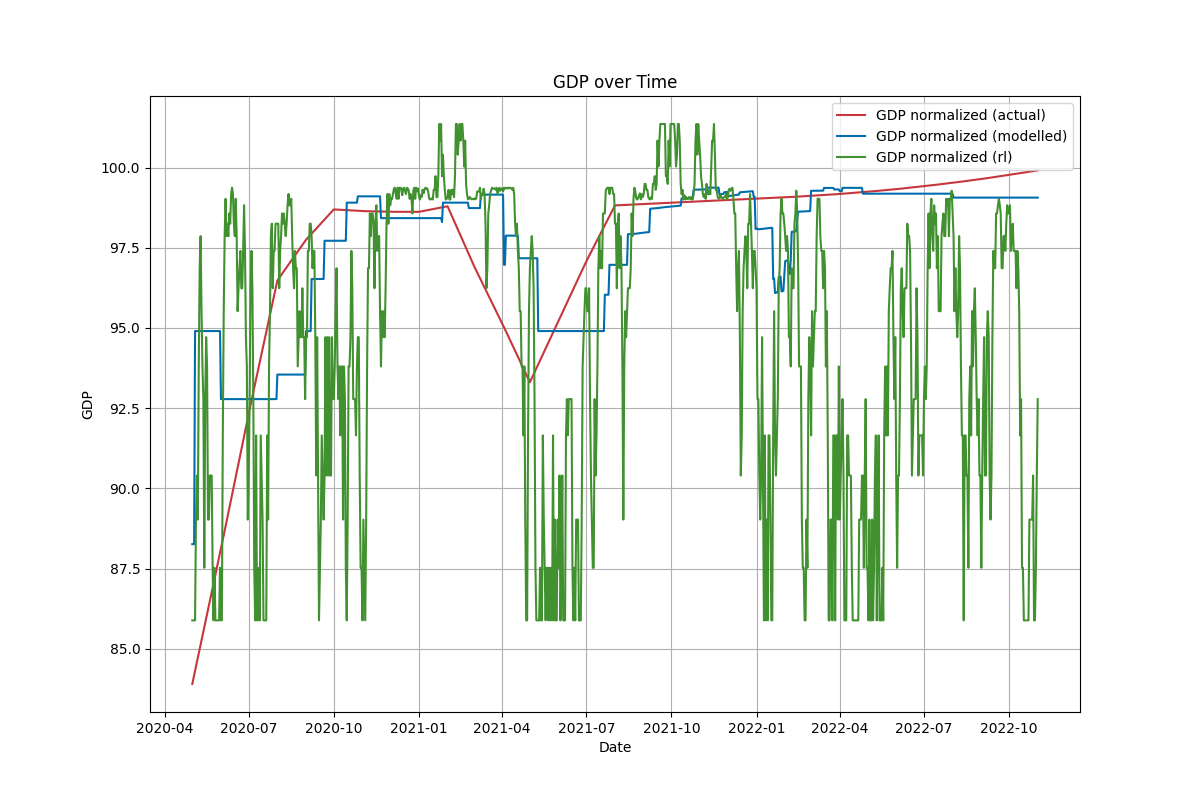 GDP over Time
GDP normalized (actual)
GDP normalized (modelled)
GDP normalized (rl)
100.0
97.5
95.0
92.5
90.0
87.5
85.0
GDP
2020-04 2020-07 2020-10 2021-01 2021-04 2021-07 2021-10 2022-01 2022-04 2022-07 2022-10
Date